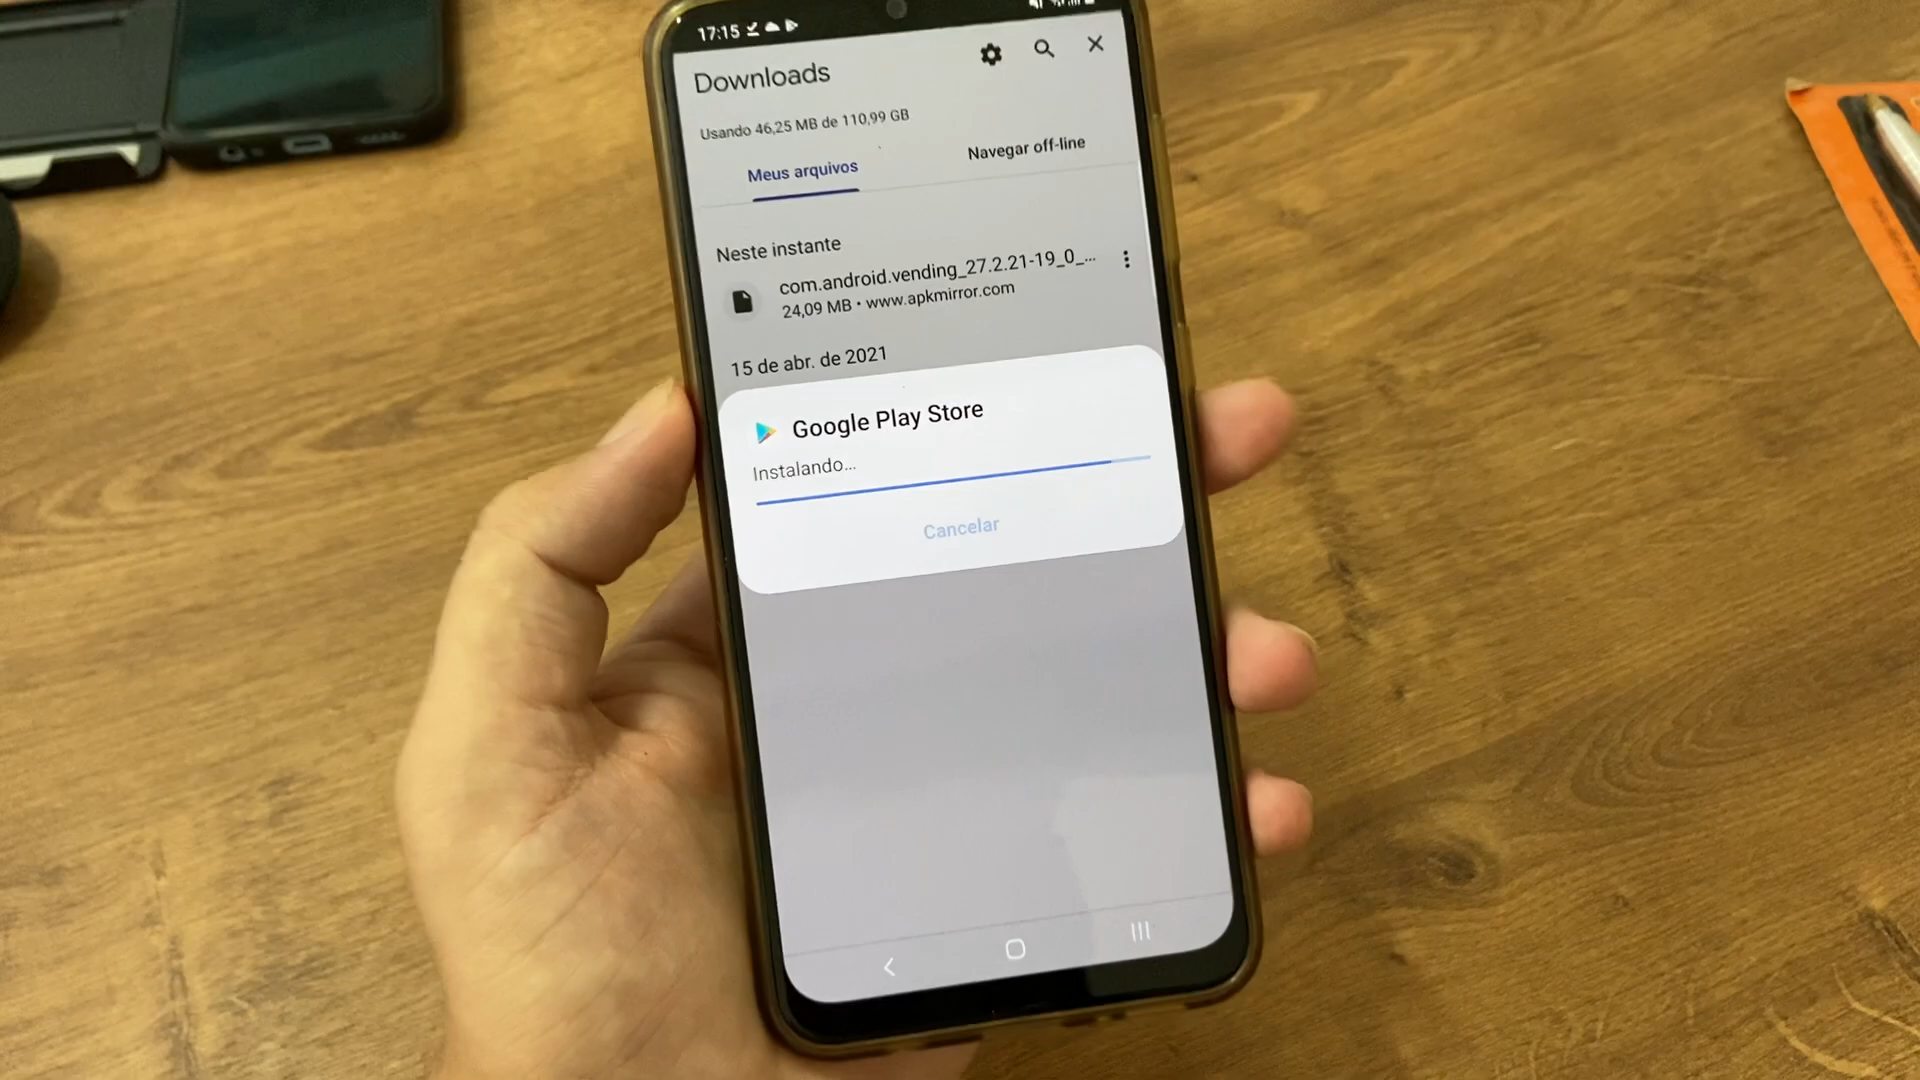 17:15
Downloads
Usando 46,25 MB de 110,99 GB
Meus arquivos
Navegar off-line
Neste instante
com.android.vending_27.2.21-19_0_...
24,09 MB • www.apkmirror.com
15 de abr. de 2021
Google Play Store
Instalando...
Cancelar